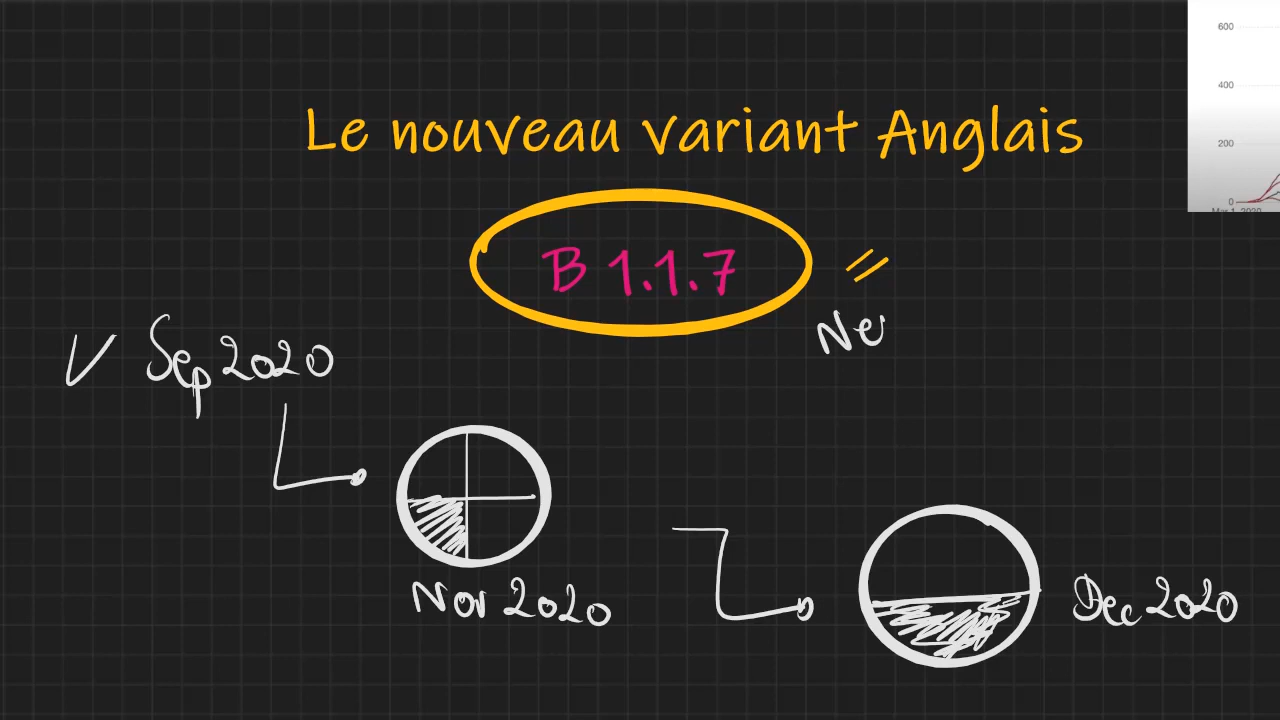 600
400
200
0
Le nouveau variant Anglais
B 1.1.7
Ne
Sep 2020
Nov 2020
Dec 2020